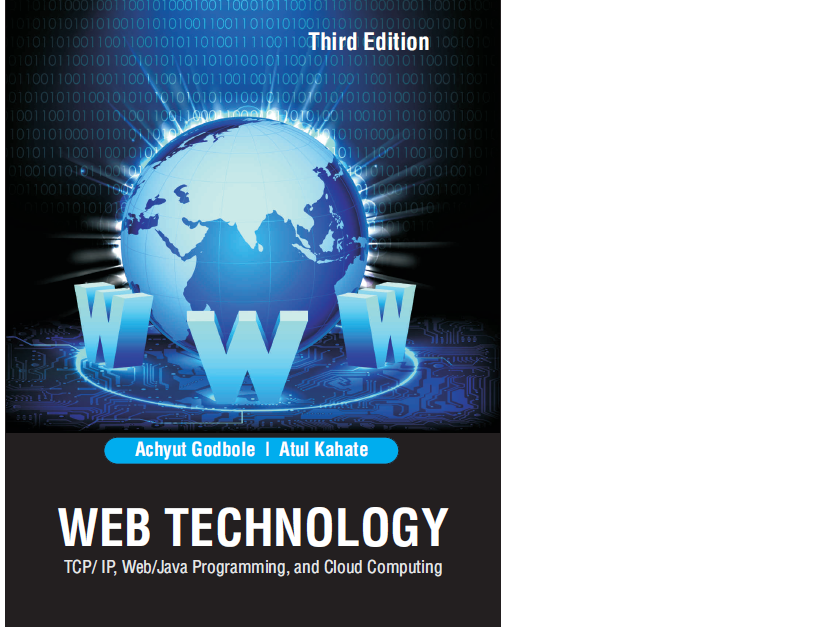 Third Edition
W W W
Achyut Godbole | Atul Kahate
WEB TECHNOLOGY
TCP/ IP, Web/Java Programming, and Cloud Computing